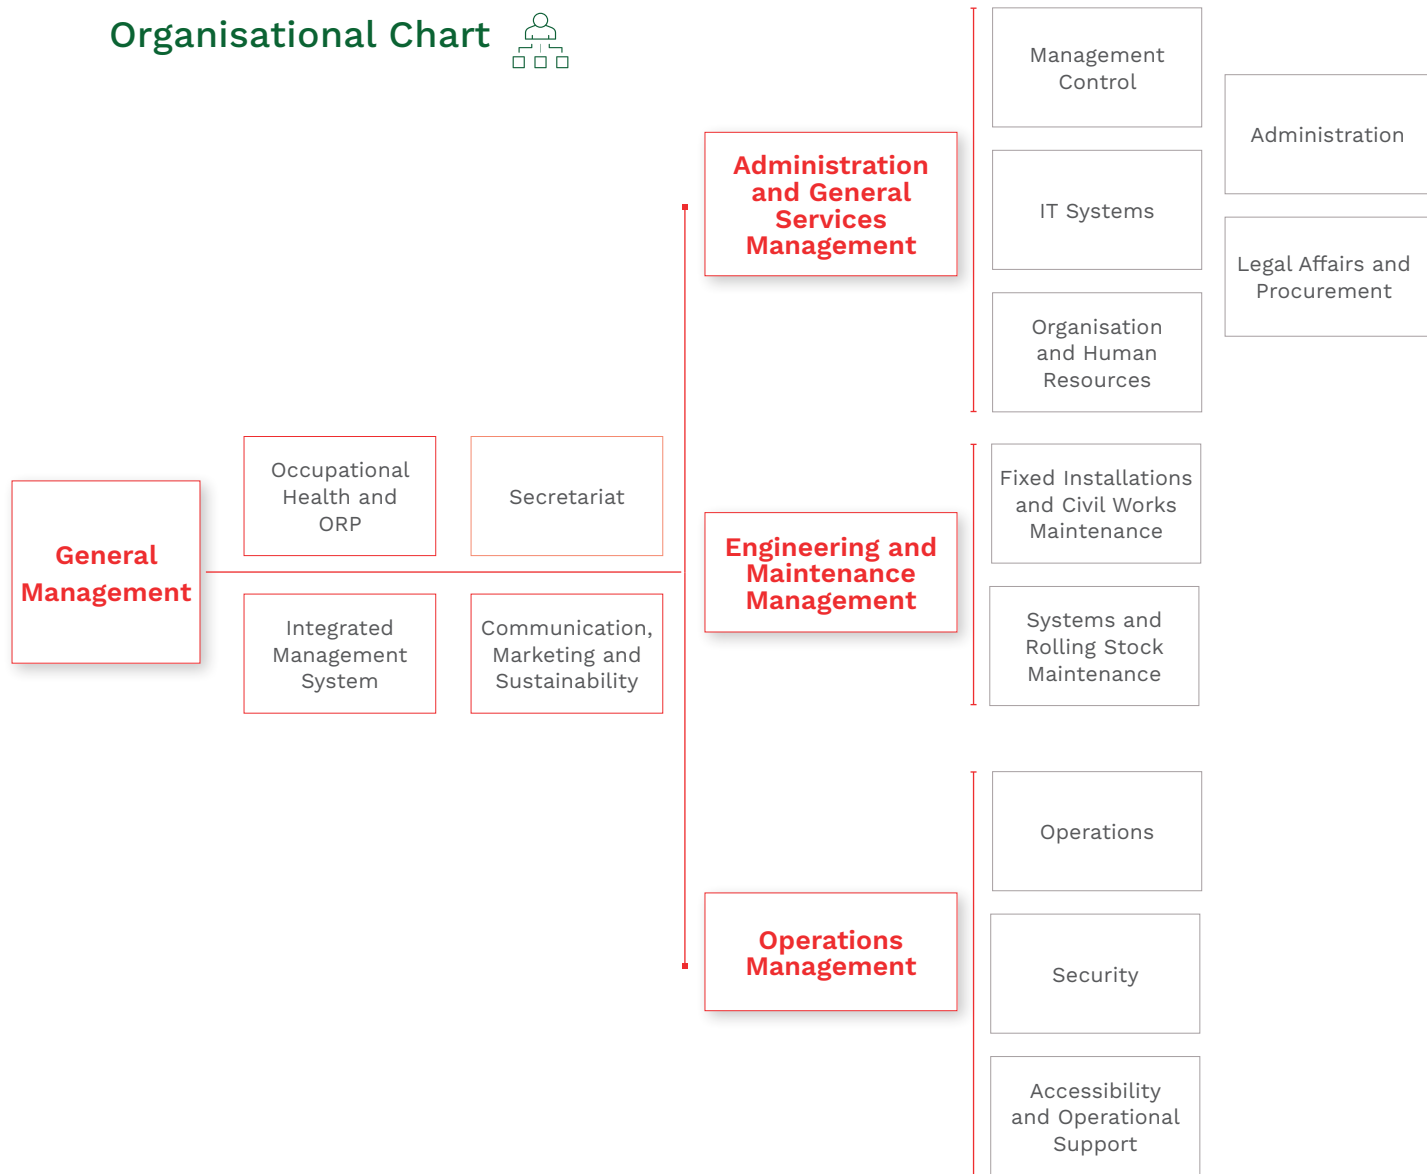 Organisational Chart
General
Management
Occupational
Health and
ORP
Secretariat
Integrated
Management
System
Communication,
Marketing and
Sustainability
Administration
and General
Services
Management
Management
Control
IT Systems
Organisation
and Human
Resources
Administration
Legal Affairs and
Procurement
Engineering and
Maintenance
Management
Fixed Installations
and Civil Works
Maintenance
Systems and
Rolling Stock
Maintenance
Operations
Management
Operations
Security
Accessibility
and Operational
Support